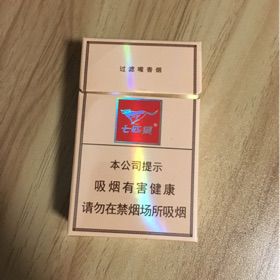 过滤嘴香烟
七匹狼
本公司提示
吸烟有害健康
请勿在禁烟场所吸烟